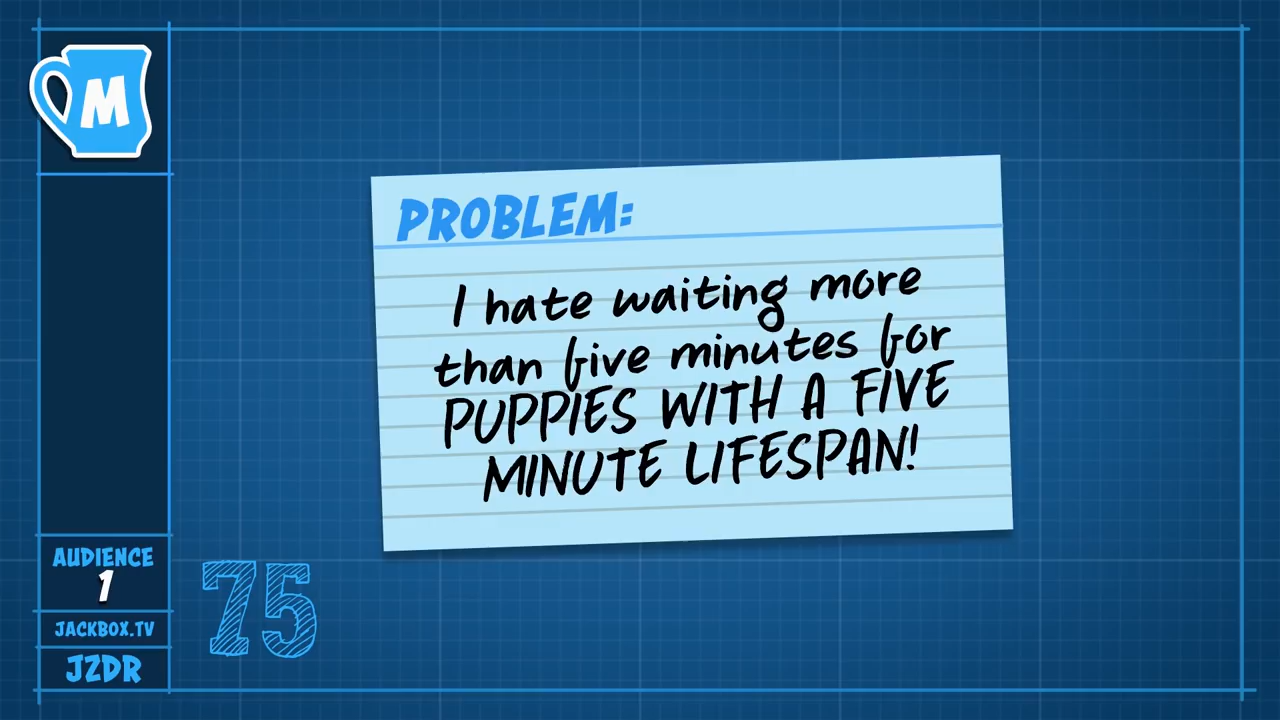 M
PROBLEM:
I hate waiting more
than five minutes for
PUPPIES WITH A FIVE
MINUTE LIFESPAN!
AUDIENCE
1
JACKBOX.TV
JZDR
75